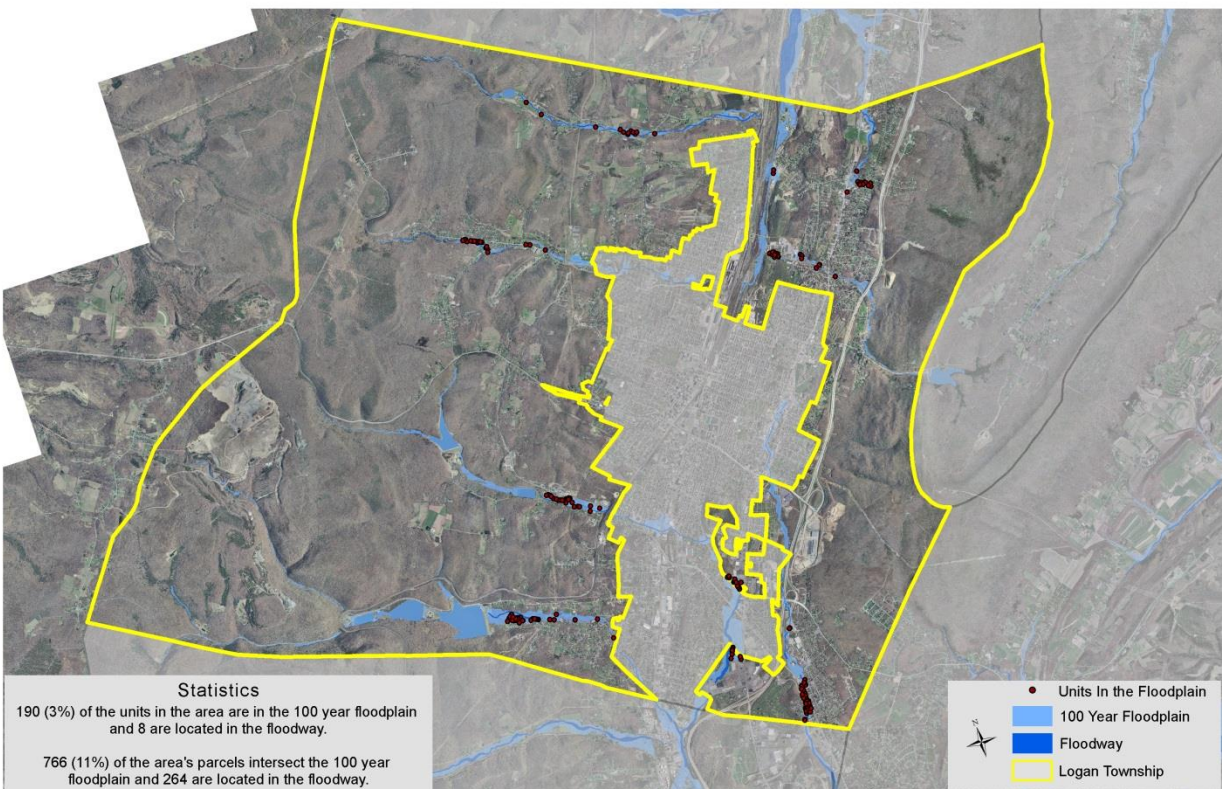 Statistics
190 (3%) of the units in the area are in the 100 year floodplain
and 8 are located in the floodway.
766 (11%) of the area's parcels intersect the 100 year
floodplain and 264 are located in the floodway.
Units In the Floodplain
100 Year Floodplain
Floodway
Logan Township